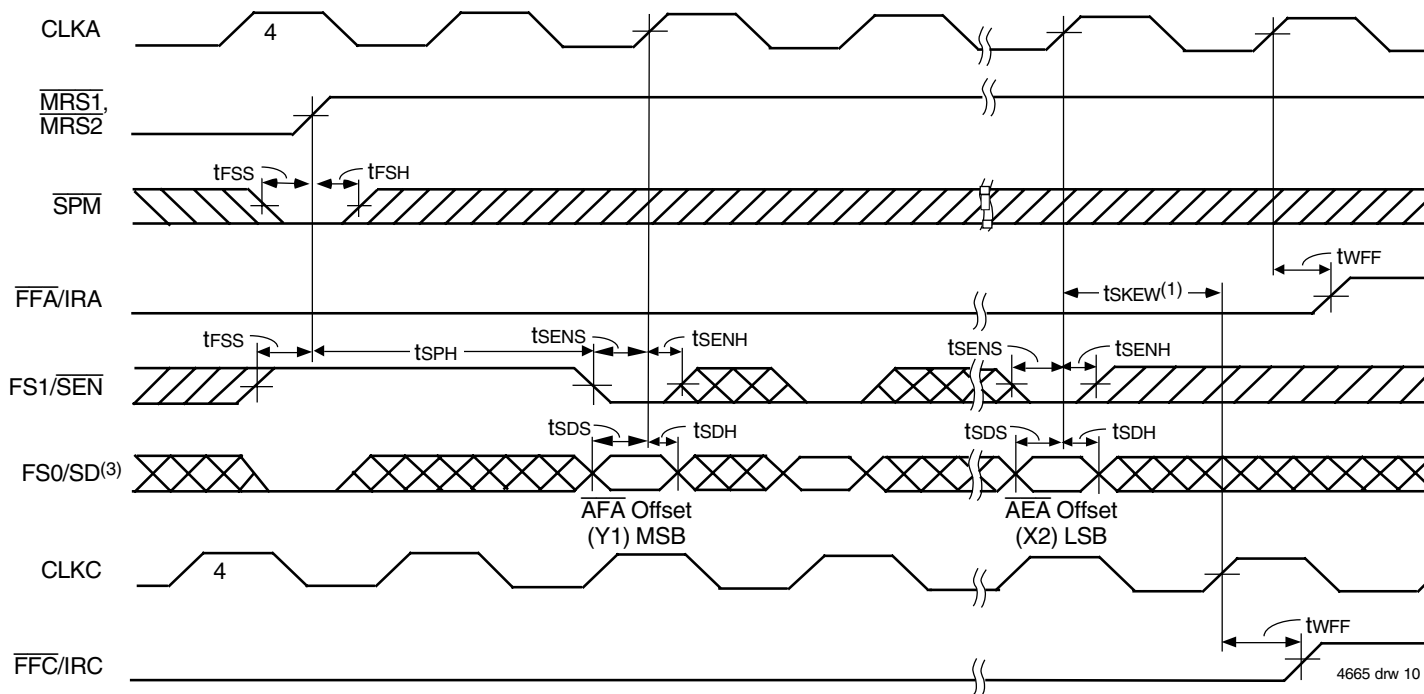 CLKA
4
MRS1,
MRS2
tFSS
tFSH
SPM
tWFF
FFA/IRA
tSKEW(1)
tFSS
tSPH
tSENS
tSENH
tSENS
tSENH
FS1/SEN
tSDS
tSDH
tSDS
tSDH
FS0/SD(3)
AFA Offset
(Y1) MSB
AEA Offset
(X2) LSB
CLKC
4
tWFF
FFC/IRC
4665 drw 10